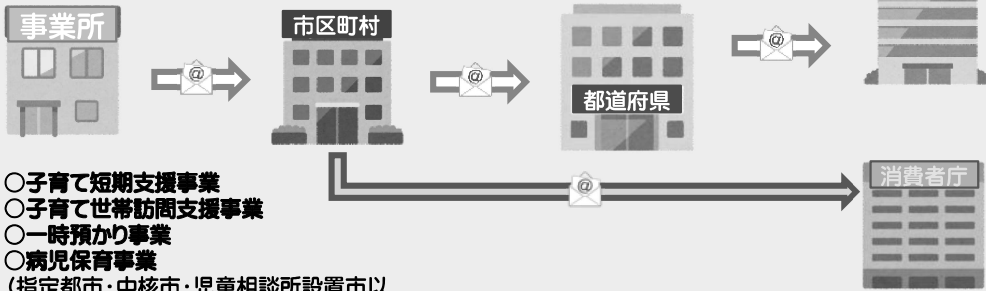 事業所
市区町村
@
@
@
都道府県
@
消費者庁
○子育て短期支援事業
○子育て世帯訪問支援事業
○一時預かり事業
○病児保育事業
(指定都市・中核市・児童相談所設置市以